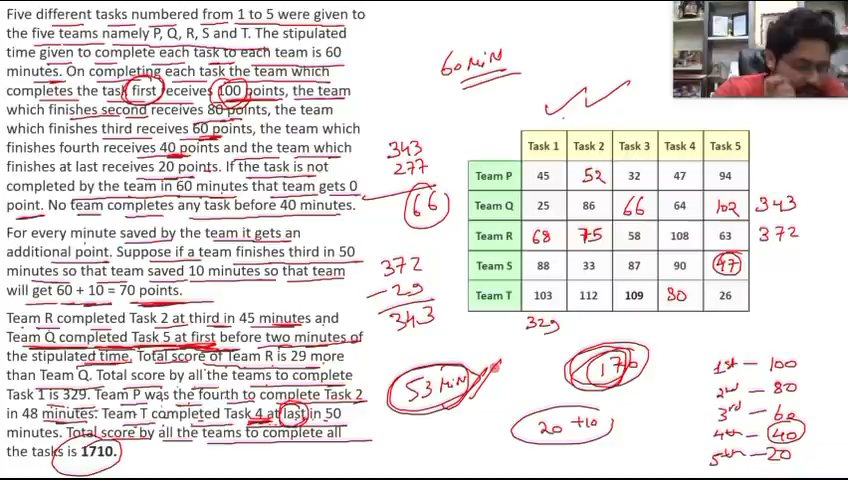 Five different tasks numbered from 1 to 5 were given to
the five teams namely P, Q, R, S and T. The stipulated
time given to complete each task to each team is 60
minutes. On completing each task the team which
completes the task first receives 100 points, the team
which finishes second receives 80 points, the team
which finishes third receives 60 points, the team which
finishes fourth receives 40 points and the team which
finishes at last receives 20 points. If the task is not
completed by the team in 60 minutes that team gets 0
point. No team completes any task before 40 minutes.
For every minute saved by the team it gets an
additional point. Suppose if a team finishes third in 50
minutes so that team saved 10 minutes so that team
will get 60 + 10 = 70 points.
Team R completed Task 2 at third in 45 minutes and
Team Q completed Task 5 at first before two minutes of
the stipulated time. Total score of Team R is 29 more
than Team Q. Total score by all the teams to complete
Task 1 is 329. Team P was the fourth to complete Task 2
in 48 minutes. Team T completed Task 4 at last in 50
minutes. Total score by all the teams to complete all
the tasks is 1710.
60 min
343
277
66
372
- 29
343
Task 1 Task 2 Task 3 Task 4 Task 5
Team P 45 52 32 47 94
Team Q 25 86 66 64 102 343
Team R 68 75 58 108 63 372
Team S 88 33 87 90 47
Team T 103 112 109 30 26
329
53 min
176
20 +10
1st - 100
2nd - 80
3rd - 60
4th - 40
5th - 20